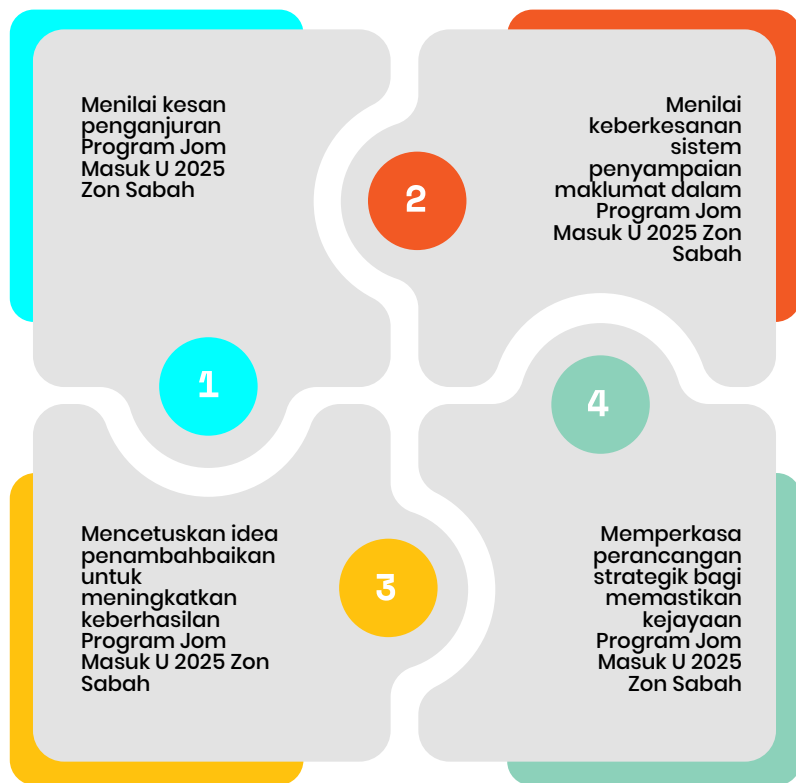 Menilai kesan
penganjuran
Program Jom
Masuk U 2025
Zon Sabah
1
Menilai
keberkesanan
sistem
penyampaian
maklumat dalam
Program Jom
Masuk U 2025 Zon
Sabah
2
Mencetuskan idea
penambahbaikan
untuk
meningkatkan
keberhasilan
Program Jom
Masuk U 2025 Zon
Sabah
3
Memperkasa
perancangan
strategik bagi
memastikan
kejayaan
Program Jom
Masuk U 2025
Zon Sabah
4